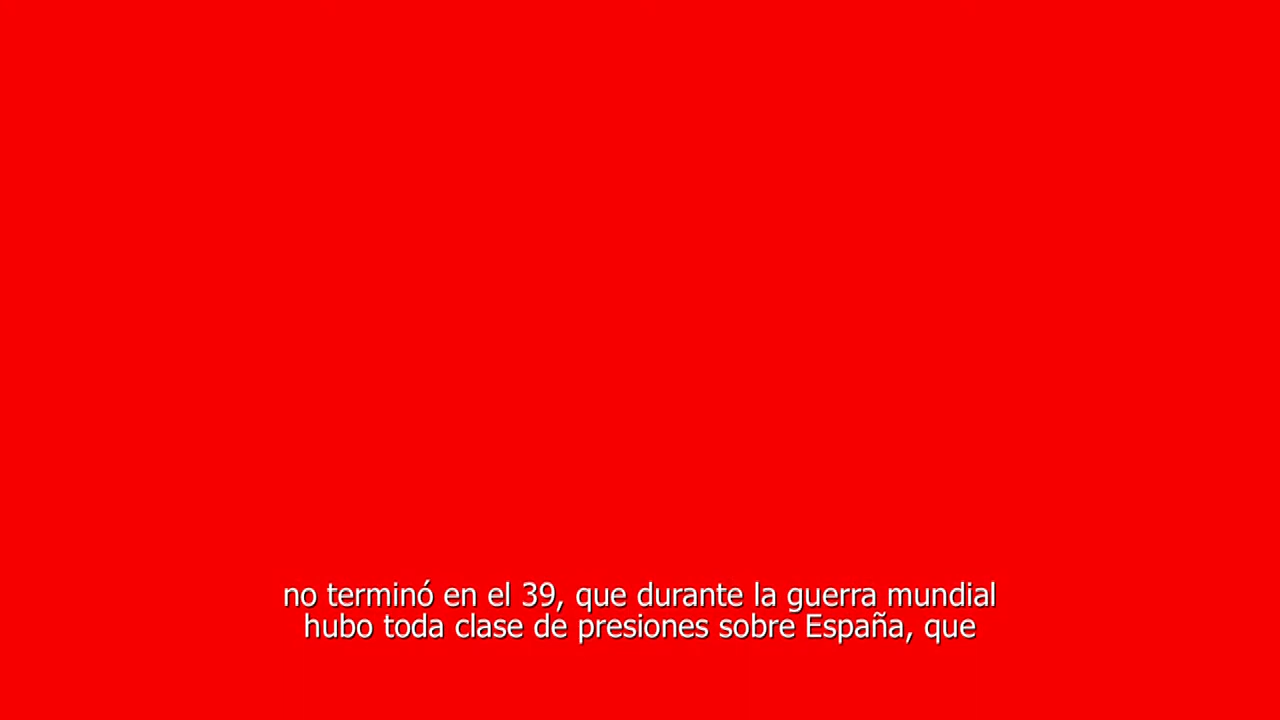 no terminó en el 39, que durante la guerra mundial
hubo toda clase de presiones sobre España, que